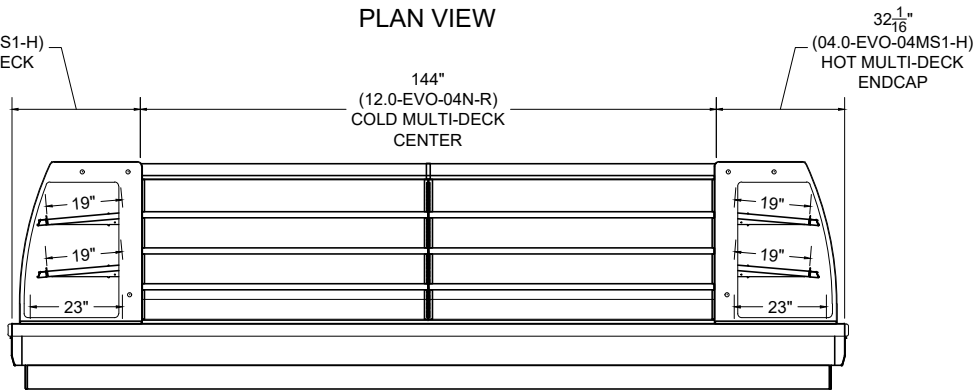 PLAN VIEW
S1-H)
ECK
144"
(12.0-EVO-04N-R)
COLD MULTI-DECK
CENTER
32 1/16"
(04.0-EVO-04MS1-H)
HOT MULTI-DECK
ENDCAP
19"
19"
19"
19"
23"
23"